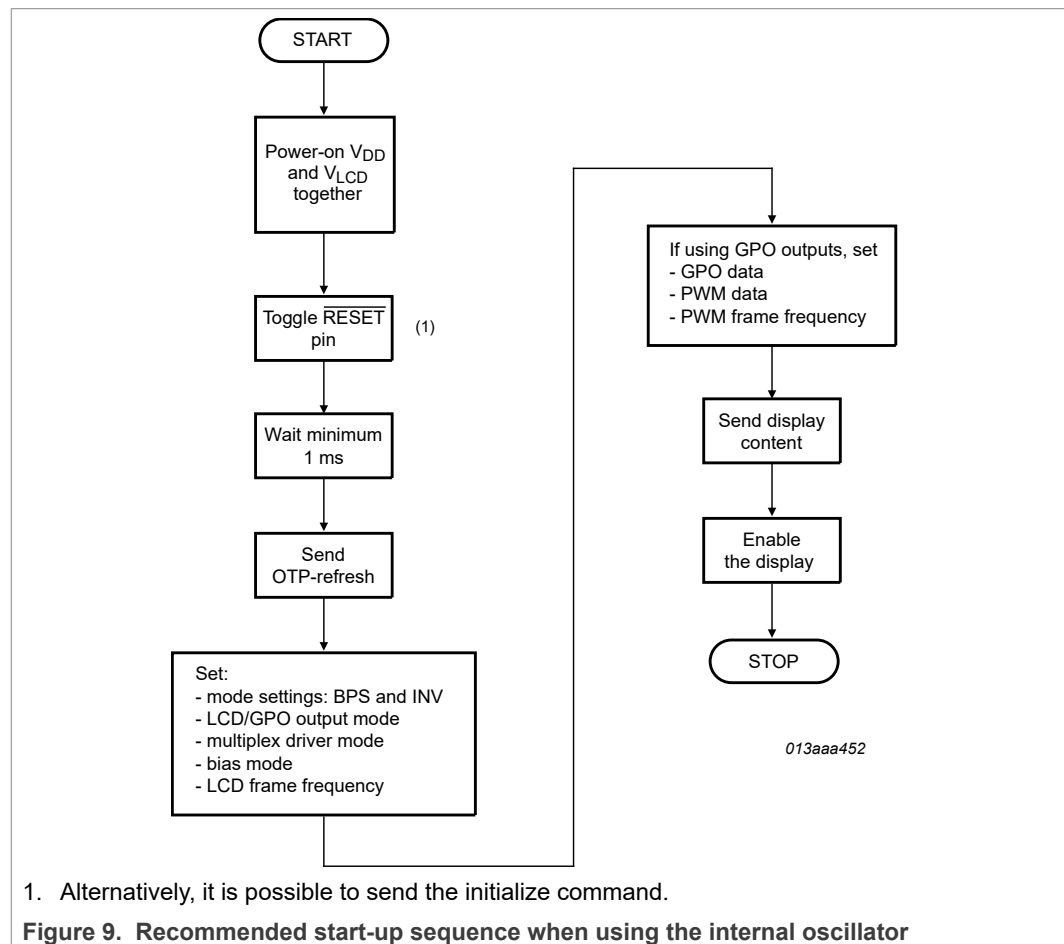 START
Power-on VDD
and VLCD
together
Toggle RESET
pin
(1)
Wait minimum
1 ms
Send
OTP-refresh
Set:
- mode settings: BPS and INV
- LCD/GPO output mode
- multiplex driver mode
- bias mode
- LCD frame frequency
If using GPO outputs, set
- GPO data
- PWM data
- PWM frame frequency
Send display
content
Enable
the display
STOP
013aaa452
1. Alternatively, it is possible to send the initialize command.
Figure 9. Recommended start-up sequence when using the internal oscillator